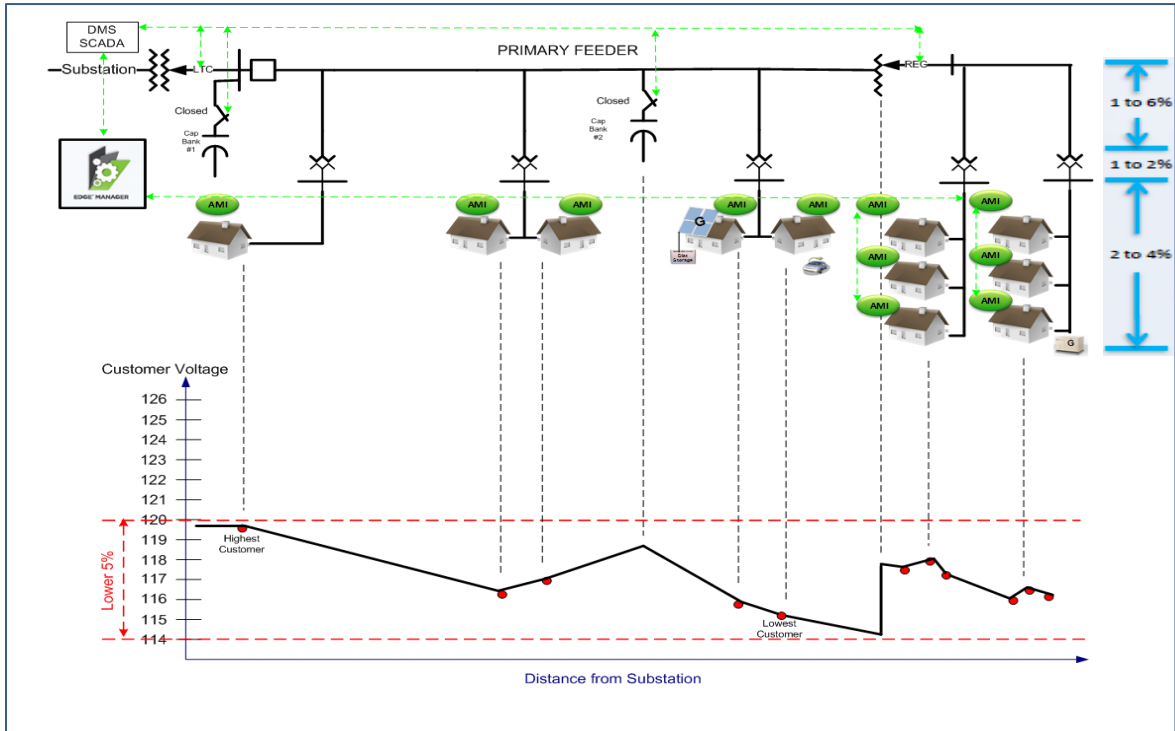 DMS
SCADA
PRIMARY FEEDER
Substation
LTC
REG
Closed
Cap
Bank
#1
Closed
Cap
Bank
#2
1 to 6%
1 to 2%
2 to 4%
EDGE MANAGER
AMI
AMI
AMI
AMI
AMI
AMI
AMI
G
Elec
Storage
AMI
AMI
AMI
AMI
G
Customer Voltage
126
125
124
123
122
121
120
119
118
117
116
115
114
Lower 5%
Highest
Customer
Lowest
Customer
Distance from Substation